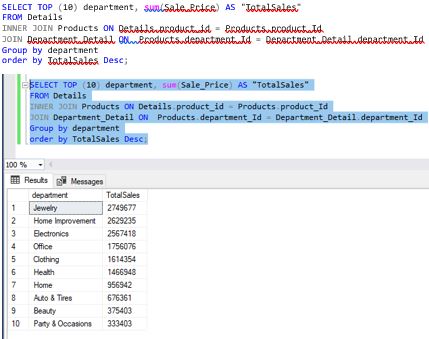 SELECT TOP (10) department, sum(Sale_Price) AS "TotalSales"
FROM Details
INNER JOIN Products ON Details.product_id = Products.product_Id
JOIN Department_Detail ON  Products.department_Id = Department_Detail.department_Id
Group by department
order by TotalSales Desc;
SELECT TOP (10) department, sum(Sale_Price) AS "TotalSales"
FROM Details
INNER JOIN Products ON Details.product_id = Products.product_Id
JOIN Department_Detail ON  Products.department_Id = Department_Detail.department_Id
Group by department
order by TotalSales Desc;
100 %
Results Messages
department TotalSales
1 Jewelry 2749677
2 Home Improvement 2629235
3 Electronics 2567418
4 Office 1756076
5 Clothing 1614354
6 Health 1466948
7 Home 956942
8 Auto & Tires 676361
9 Beauty 375403
10 Party & Occasions 333403